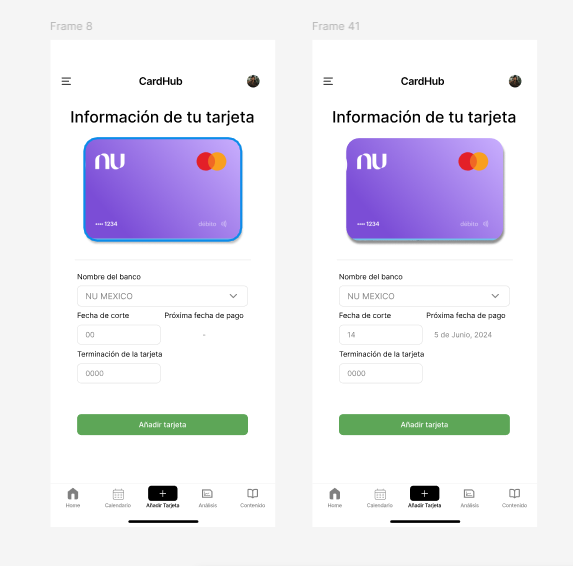 Frame 8
CardHub
Información de tu tarjeta
nu
•••• 1234
debito
Nombre del banco
NU MEXICO
Fecha de corte
Próxima fecha de pago
00
-
Terminación de la tarjeta
0000
Añadir tarjeta
Home
Calendario
Añadir Tarjeta
Análisis
Contenido
Frame 41
CardHub
Información de tu tarjeta
nu
•••• 1234
debito
Nombre del banco
NU MEXICO
Fecha de corte
Próxima fecha de pago
14
5 de Junio, 2024
Terminación de la tarjeta
0000
Añadir tarjeta
Home
Calendario
Añadir Tarjeta
Análisis
Contenido